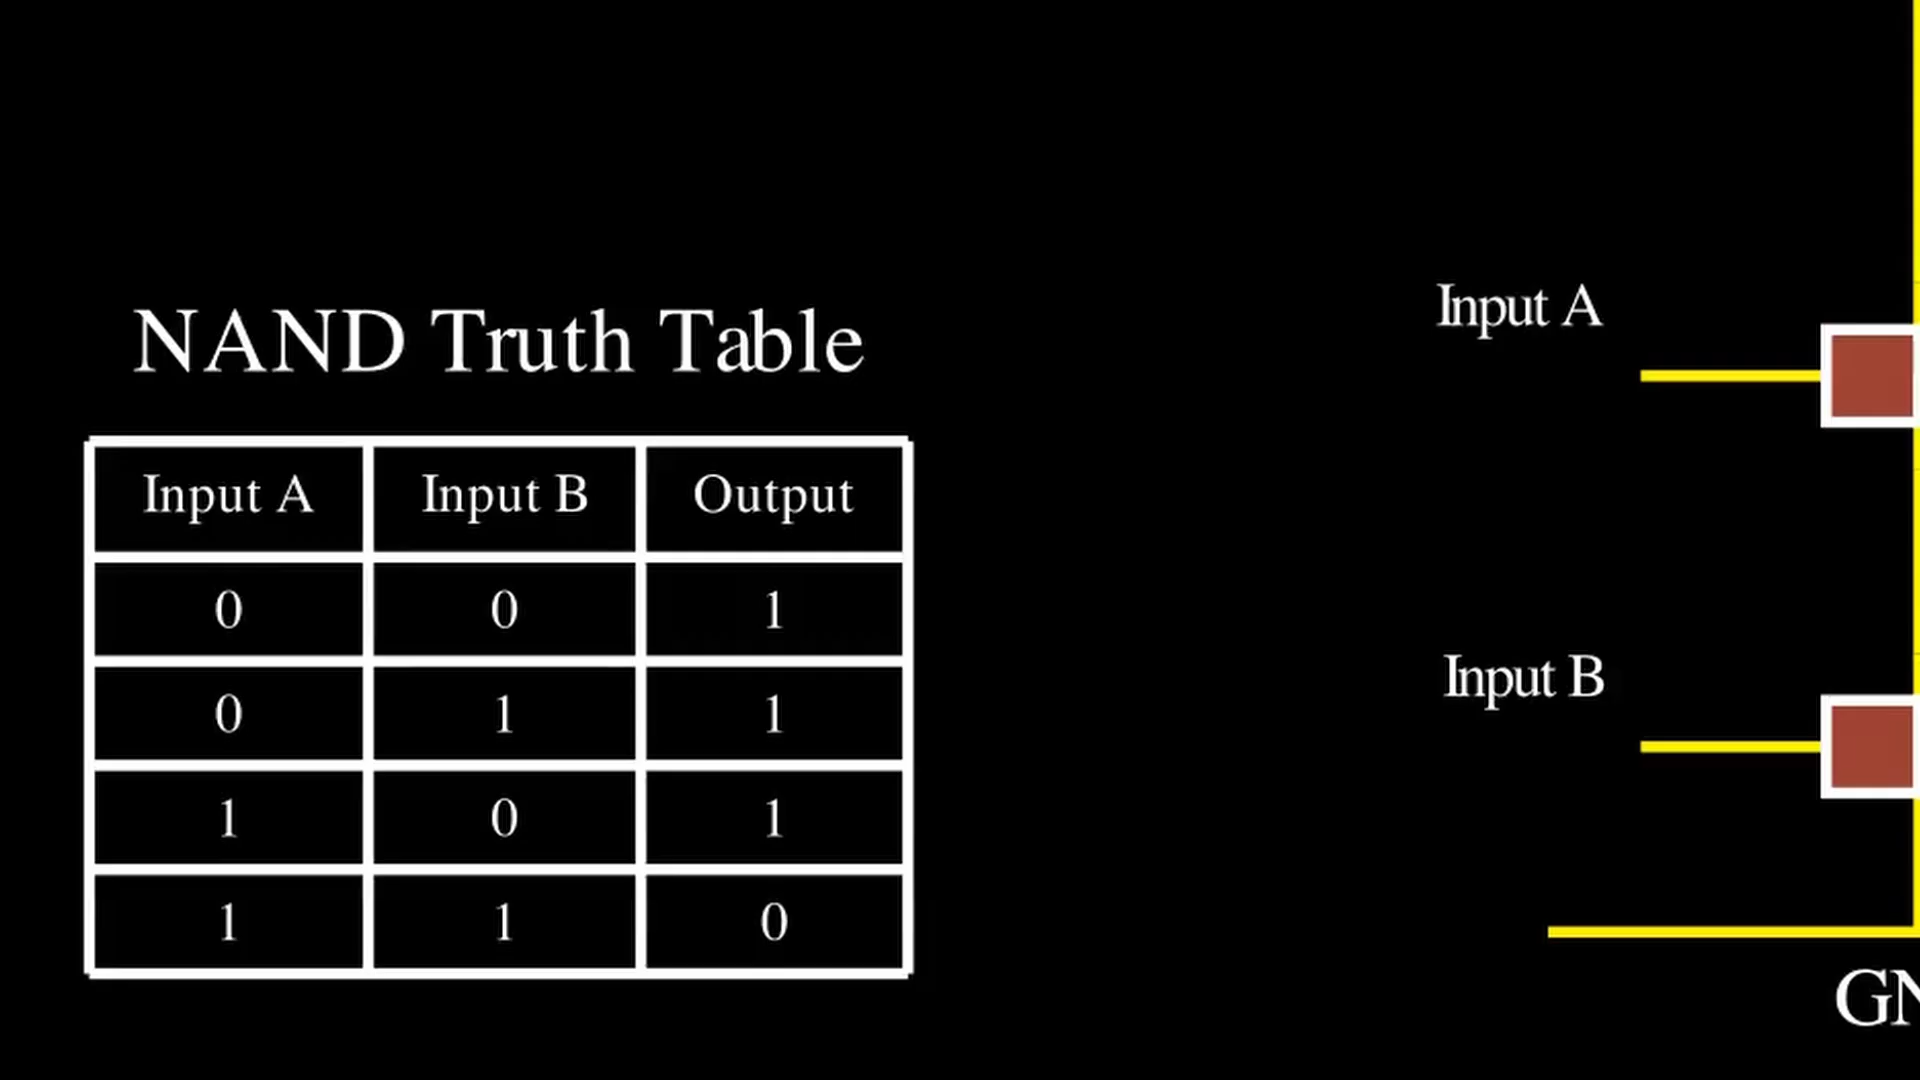 NAND Truth Table
Input A Input B Output
0 0 1
0 1 1
1 0 1
1 1 0
Input A
Input B